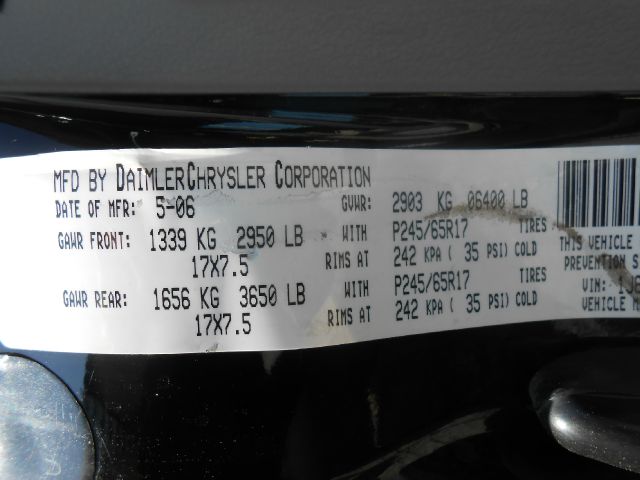 MFD BY DAIMLERCHRYSLER CORPORATION
DATE OF MFR: 5-06 GVWR: 2903 KG 06400 LB
GAWR FRONT: 1339 KG 2950 LB WITH P245/65R17 TIRES
17X7.5 RIMS AT 242 KPA ( 35 PSI) COLD
GAWR REAR: 1656 KG 3650 LB WITH P245/65R17 TIRES
17X7.5 RIMS AT 242 KPA ( 35 PSI) COLD
THIS VEHICLE
PREVENTION S
VIN: 1J8
VEHICLE M